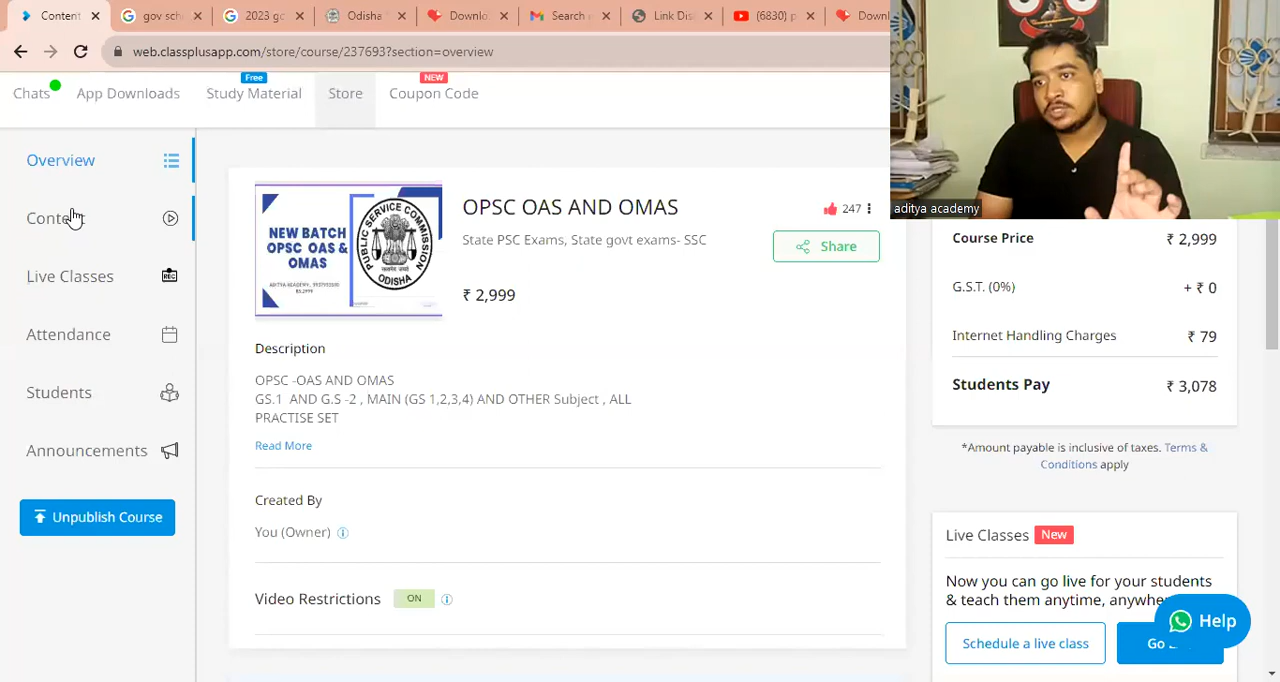 Content
gov sch
2023 go
Odisha
Downlo
Search
Link Dis
(6830) p
Down
web.classplusapp.com/store/course/237693?section=overview
Chats
App Downloads
Free
Study Material
Store
NEW
Coupon Code
aditya academy
Overview
Content
Live Classes
REC
Attendance
Students
Announcements
Unpublish Course
NEW BATCH
OPSC OAS &
OMAS
PUBLIC SERVICE COMMISSION
ODISHA
OPSC OAS AND OMAS
247
State PSC Exams, State govt exams- SSC
Share
₹ 2,999
Description
OPSC -OAS AND OMAS
GS.1 AND G.S -2 , MAIN (GS 1,2,3,4) AND OTHER Subject , ALL
PRACTISE SET
Read More
Created By
You (Owner)
Video Restrictions ON
Course Price ₹ 2,999
G.S.T. (0%) + ₹ 0
Internet Handling Charges ₹ 79
Students Pay ₹ 3,078
*Amount payable is inclusive of taxes. Terms &
Conditions apply
Live Classes New
Now you can go live for your students
& teach them anytime, anywhe
Schedule a live class
Go
Help